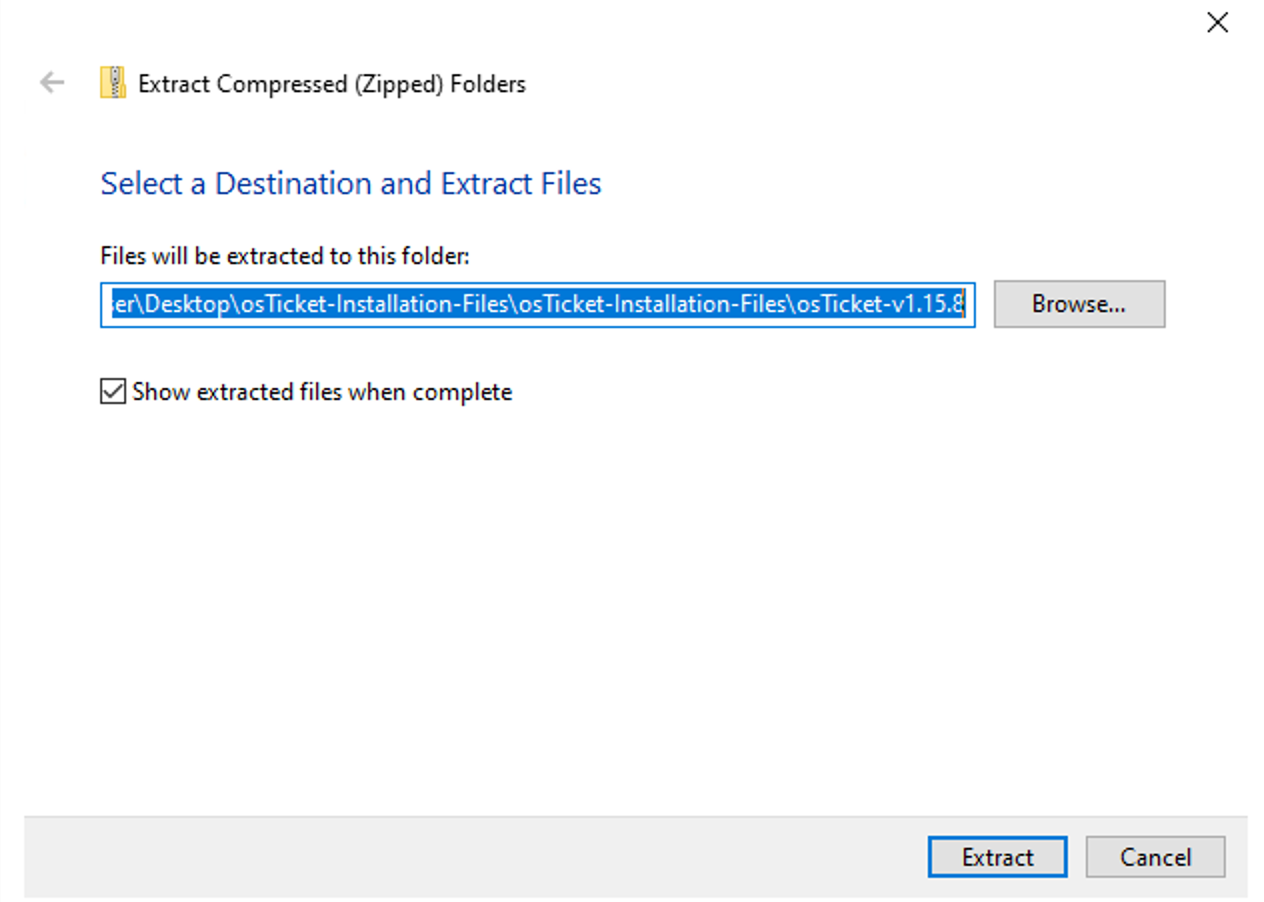 Extract Compressed (Zipped) Folders
Select a Destination and Extract Files
Files will be extracted to this folder:
er\Desktop\osTicket-Installation-Files\osTicket-Installation-Files\osTicket-v1.15.8
Browse...
Show extracted files when complete
Extract
Cancel